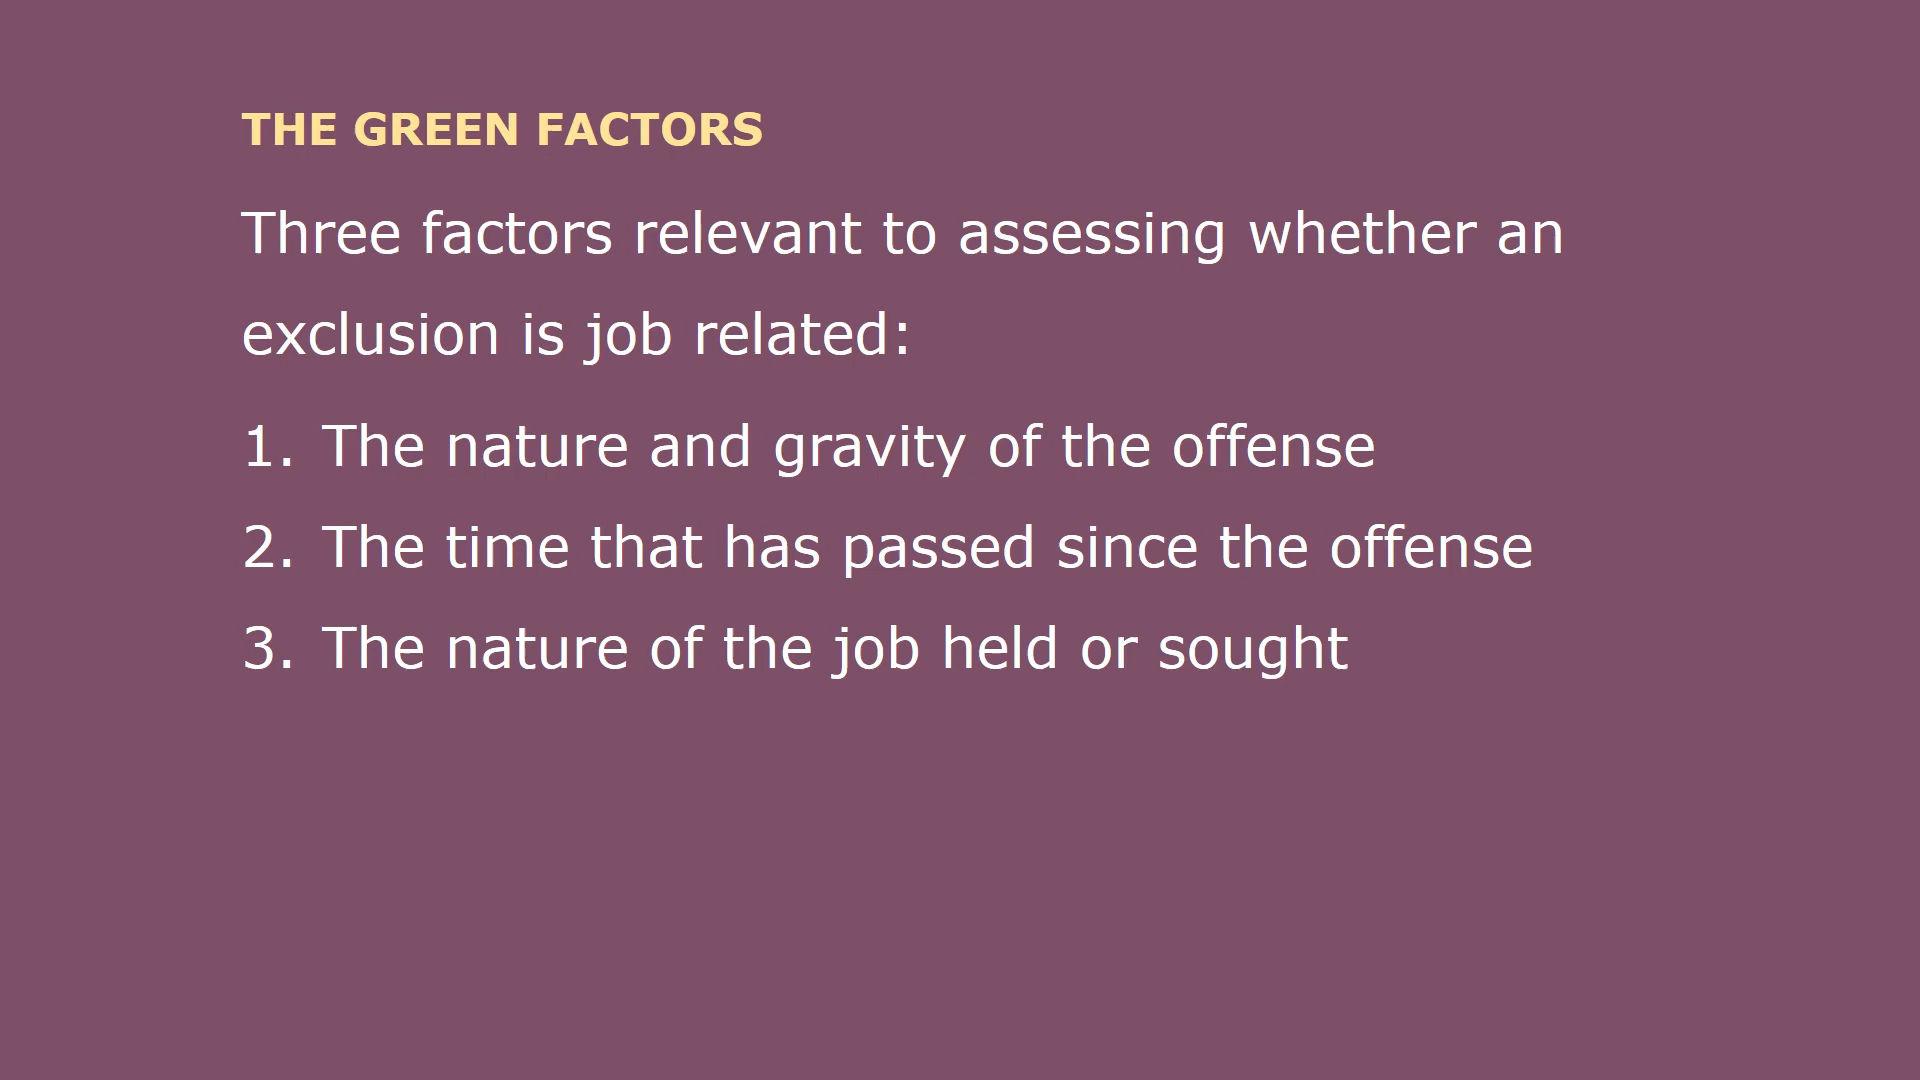 THE GREEN FACTORS
Three factors relevant to assessing whether an
exclusion is job related:
1. The nature and gravity of the offense
2. The time that has passed since the offense
3. The nature of the job held or sought